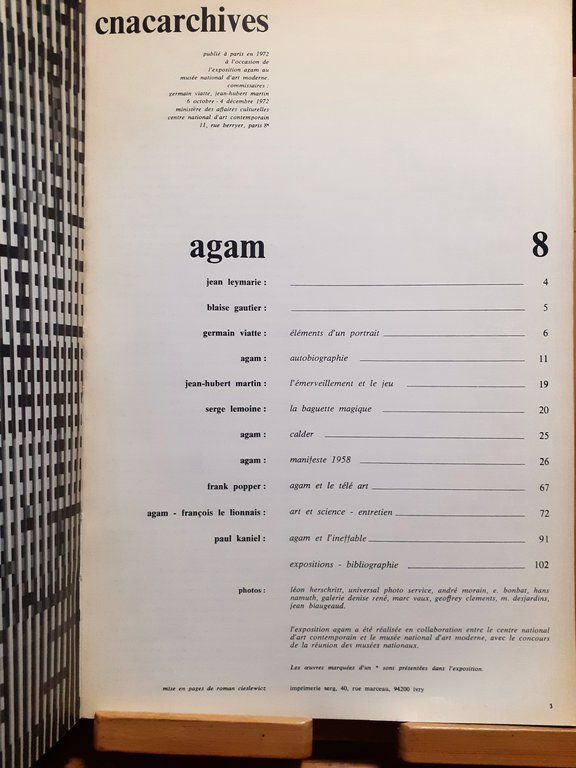 cnacarchives
publié à paris en 1972
à l'occasion de
l'exposition agam au
musée national d'art moderne.
commissaires :
germain viatte, jean-hubert martin
6 octobre - 4 décembre 1972
ministère des affaires culturelles
centre national d'art contemporain
11, rue berryer, paris 8e
agam 8
jean leymarie : 4
blaise gautier : 5
germain viatte : éléments d'un portrait 6
agam : autobiographie 11
jean-hubert martin : l'émerveillement et le jeu 19
serge lemoine : la baguette magique 20
agam : calder 25
agam : manifeste 1958 26
frank popper : agam et le télé art 67
agam - françois le lionnais : art et science - entretien 72
paul kaniel : agam et l'ineffable 91
expositions - bibliographie 102
photos : léon herschritt, universal photo service, andré morain, e. bonbat, hans
namuth, galerie denise rené, marc vaux, geoffrey clements, m. desjardins,
jean biaugeaud.
l'exposition agam a été réalisée en collaboration entre le centre national
d'art contemporain et le musée national d'art moderne, avec le concours
de la réunion des musées nationaux.
Les œuvres marquées d'un * sont présentées dans l'exposition.
mise en pages de roman cieslewicz imprimerie serg, 40, rue marceau, 94200 ivry
3